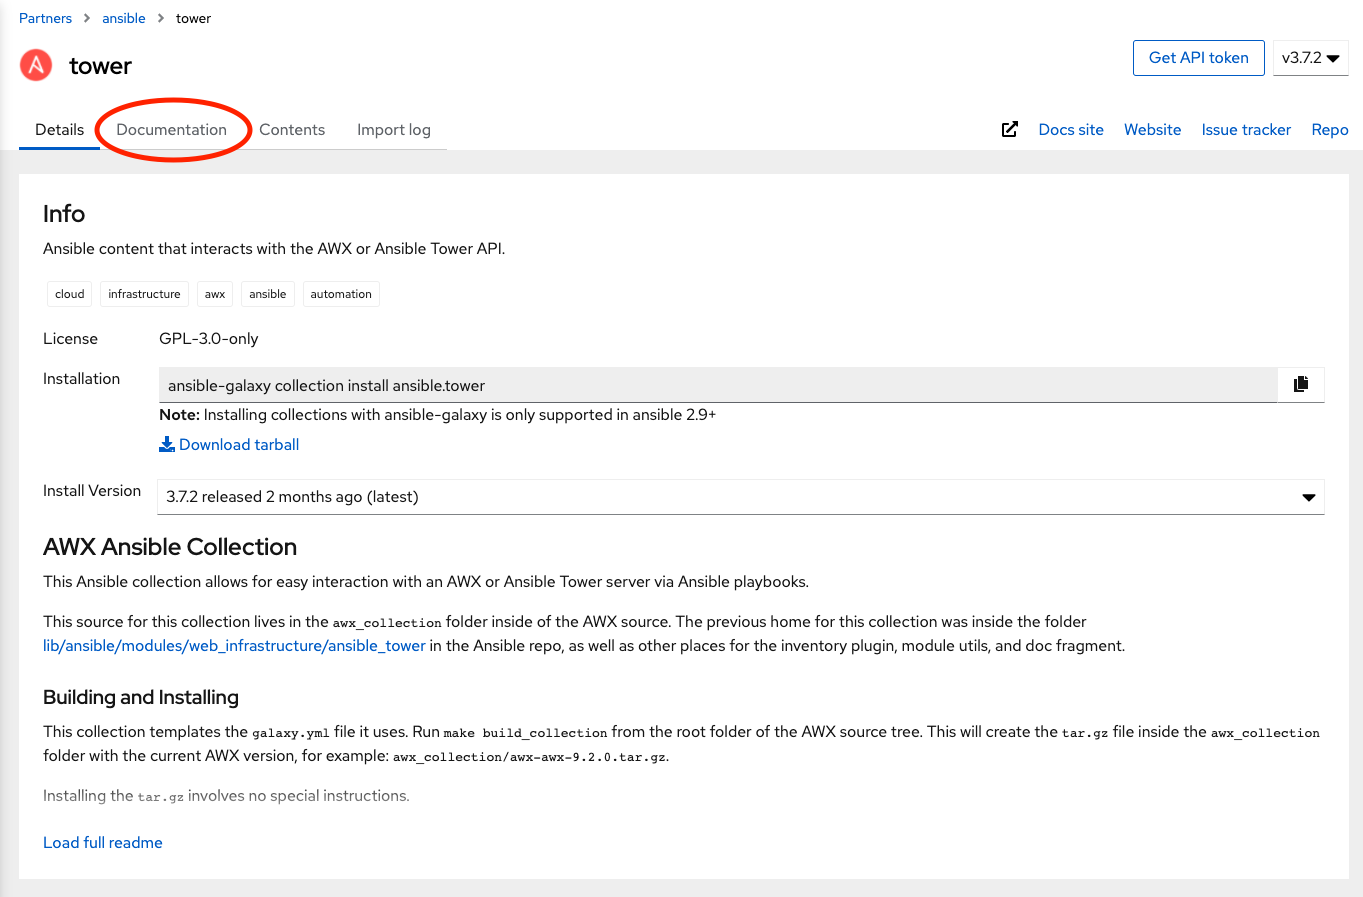 Partners > ansible > tower
tower
Get API token
v3.7.2
Details
Documentation
Contents
Import log
Docs site
Website
Issue tracker
Repo
Info
Ansible content that interacts with the AWX or Ansible Tower API.
cloud
infrastructure
awx
ansible
automation
License
GPL-3.0-only
Installation
ansible-galaxy collection install ansible.tower
Note: Installing collections with ansible-galaxy is only supported in ansible 2.9+
Download tarball
Install Version
3.7.2 released 2 months ago (latest)
AWX Ansible Collection
This Ansible collection allows for easy interaction with an AWX or Ansible Tower server via Ansible playbooks.
This source for this collection lives in the awx_collection folder inside of the AWX source. The previous home for this collection was inside the folder
lib/ansible/modules/web_infrastructure/ansible_tower in the Ansible repo, as well as other places for the inventory plugin, module utils, and doc fragment.
Building and Installing
This collection templates the galaxy.yml file it uses. Run make build_collection from the root folder of the AWX source tree. This will create the tar.gz file inside the awx_collection
folder with the current AWX version, for example: awx_collection/awx-awx-9.2.0.tar.gz.
Installing the tar.gz involves no special instructions.
Load full readme